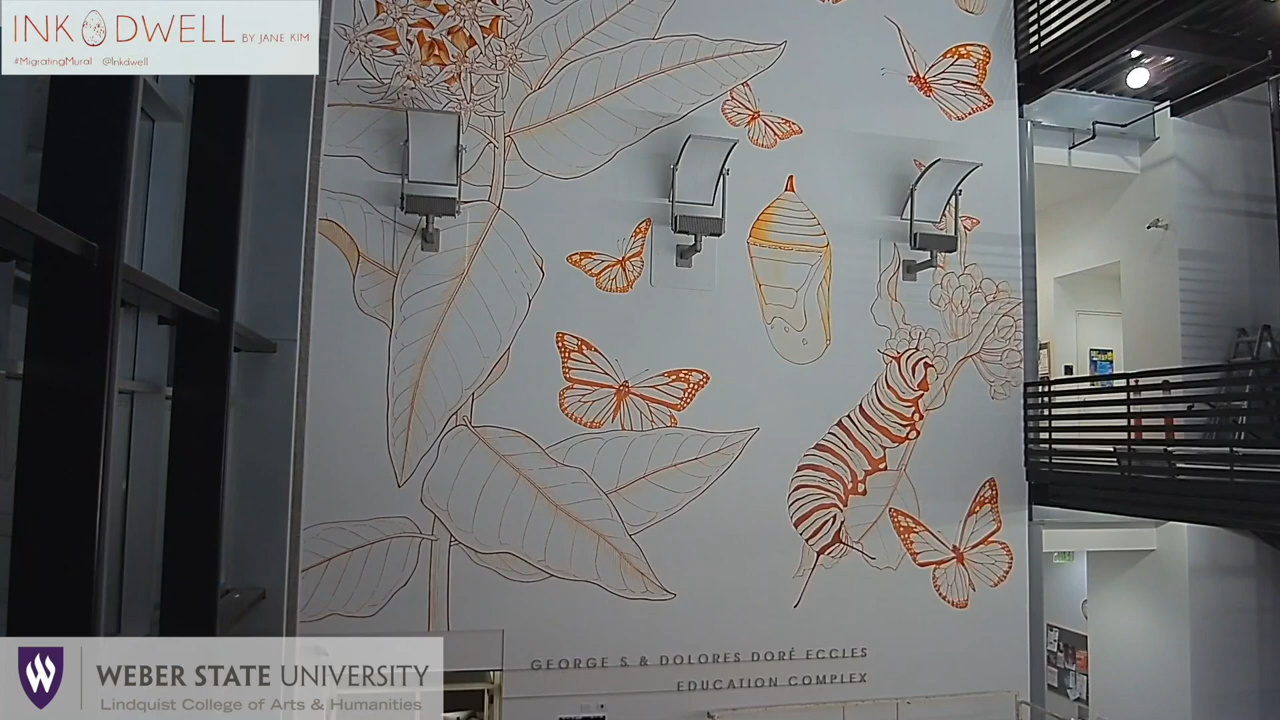 INK DWELL BY JANE KIM
#MigratingMural @Inkdwell
GEORGE S. & DOLORES DORÉ ECCLES
EDUCATION COMPLEX
WEBER STATE UNIVERSITY
Lindquist College of Arts & Humanities